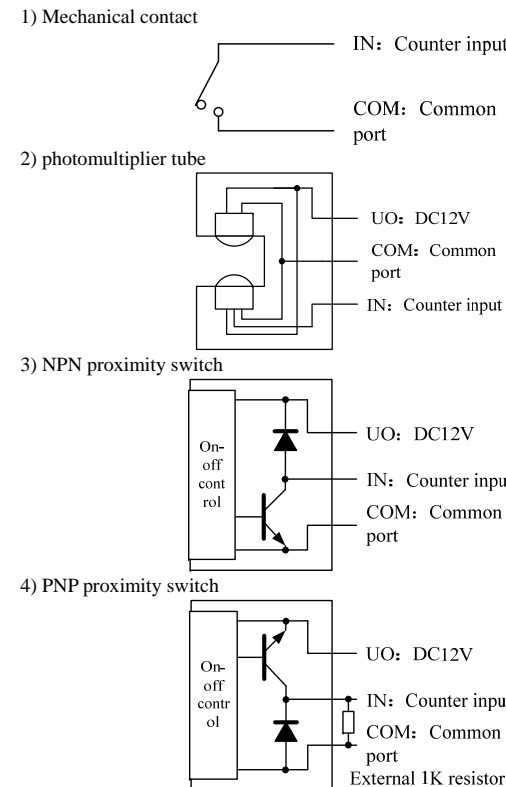 1) Mechanical contact
IN: Counter input
COM: Common
port
2) photomultiplier tube
UO: DC12V
COM: Common
port
IN: Counter input
3) NPN proximity switch
On-
off
cont
rol
UO: DC12V
IN: Counter inpu
COM: Common
port
4) PNP proximity switch
On-
off
contr
ol
UO: DC12V
IN: Counter inpu
COM: Common
port
External 1K resistor